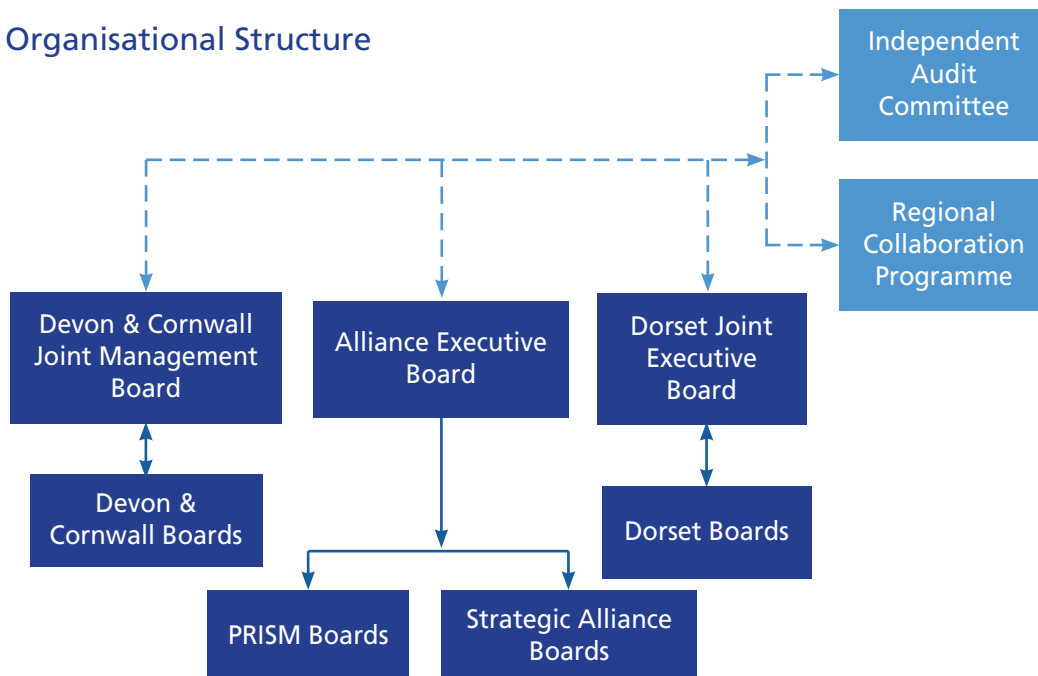 Organisational Structure
Independent
Audit
Committee
Regional
Collaboration
Programme
Devon & Cornwall
Joint Management
Board
Alliance Executive
Board
Dorset Joint
Executive
Board
Devon &
Cornwall Boards
Dorset Boards
PRISM Boards
Strategic Alliance
Boards